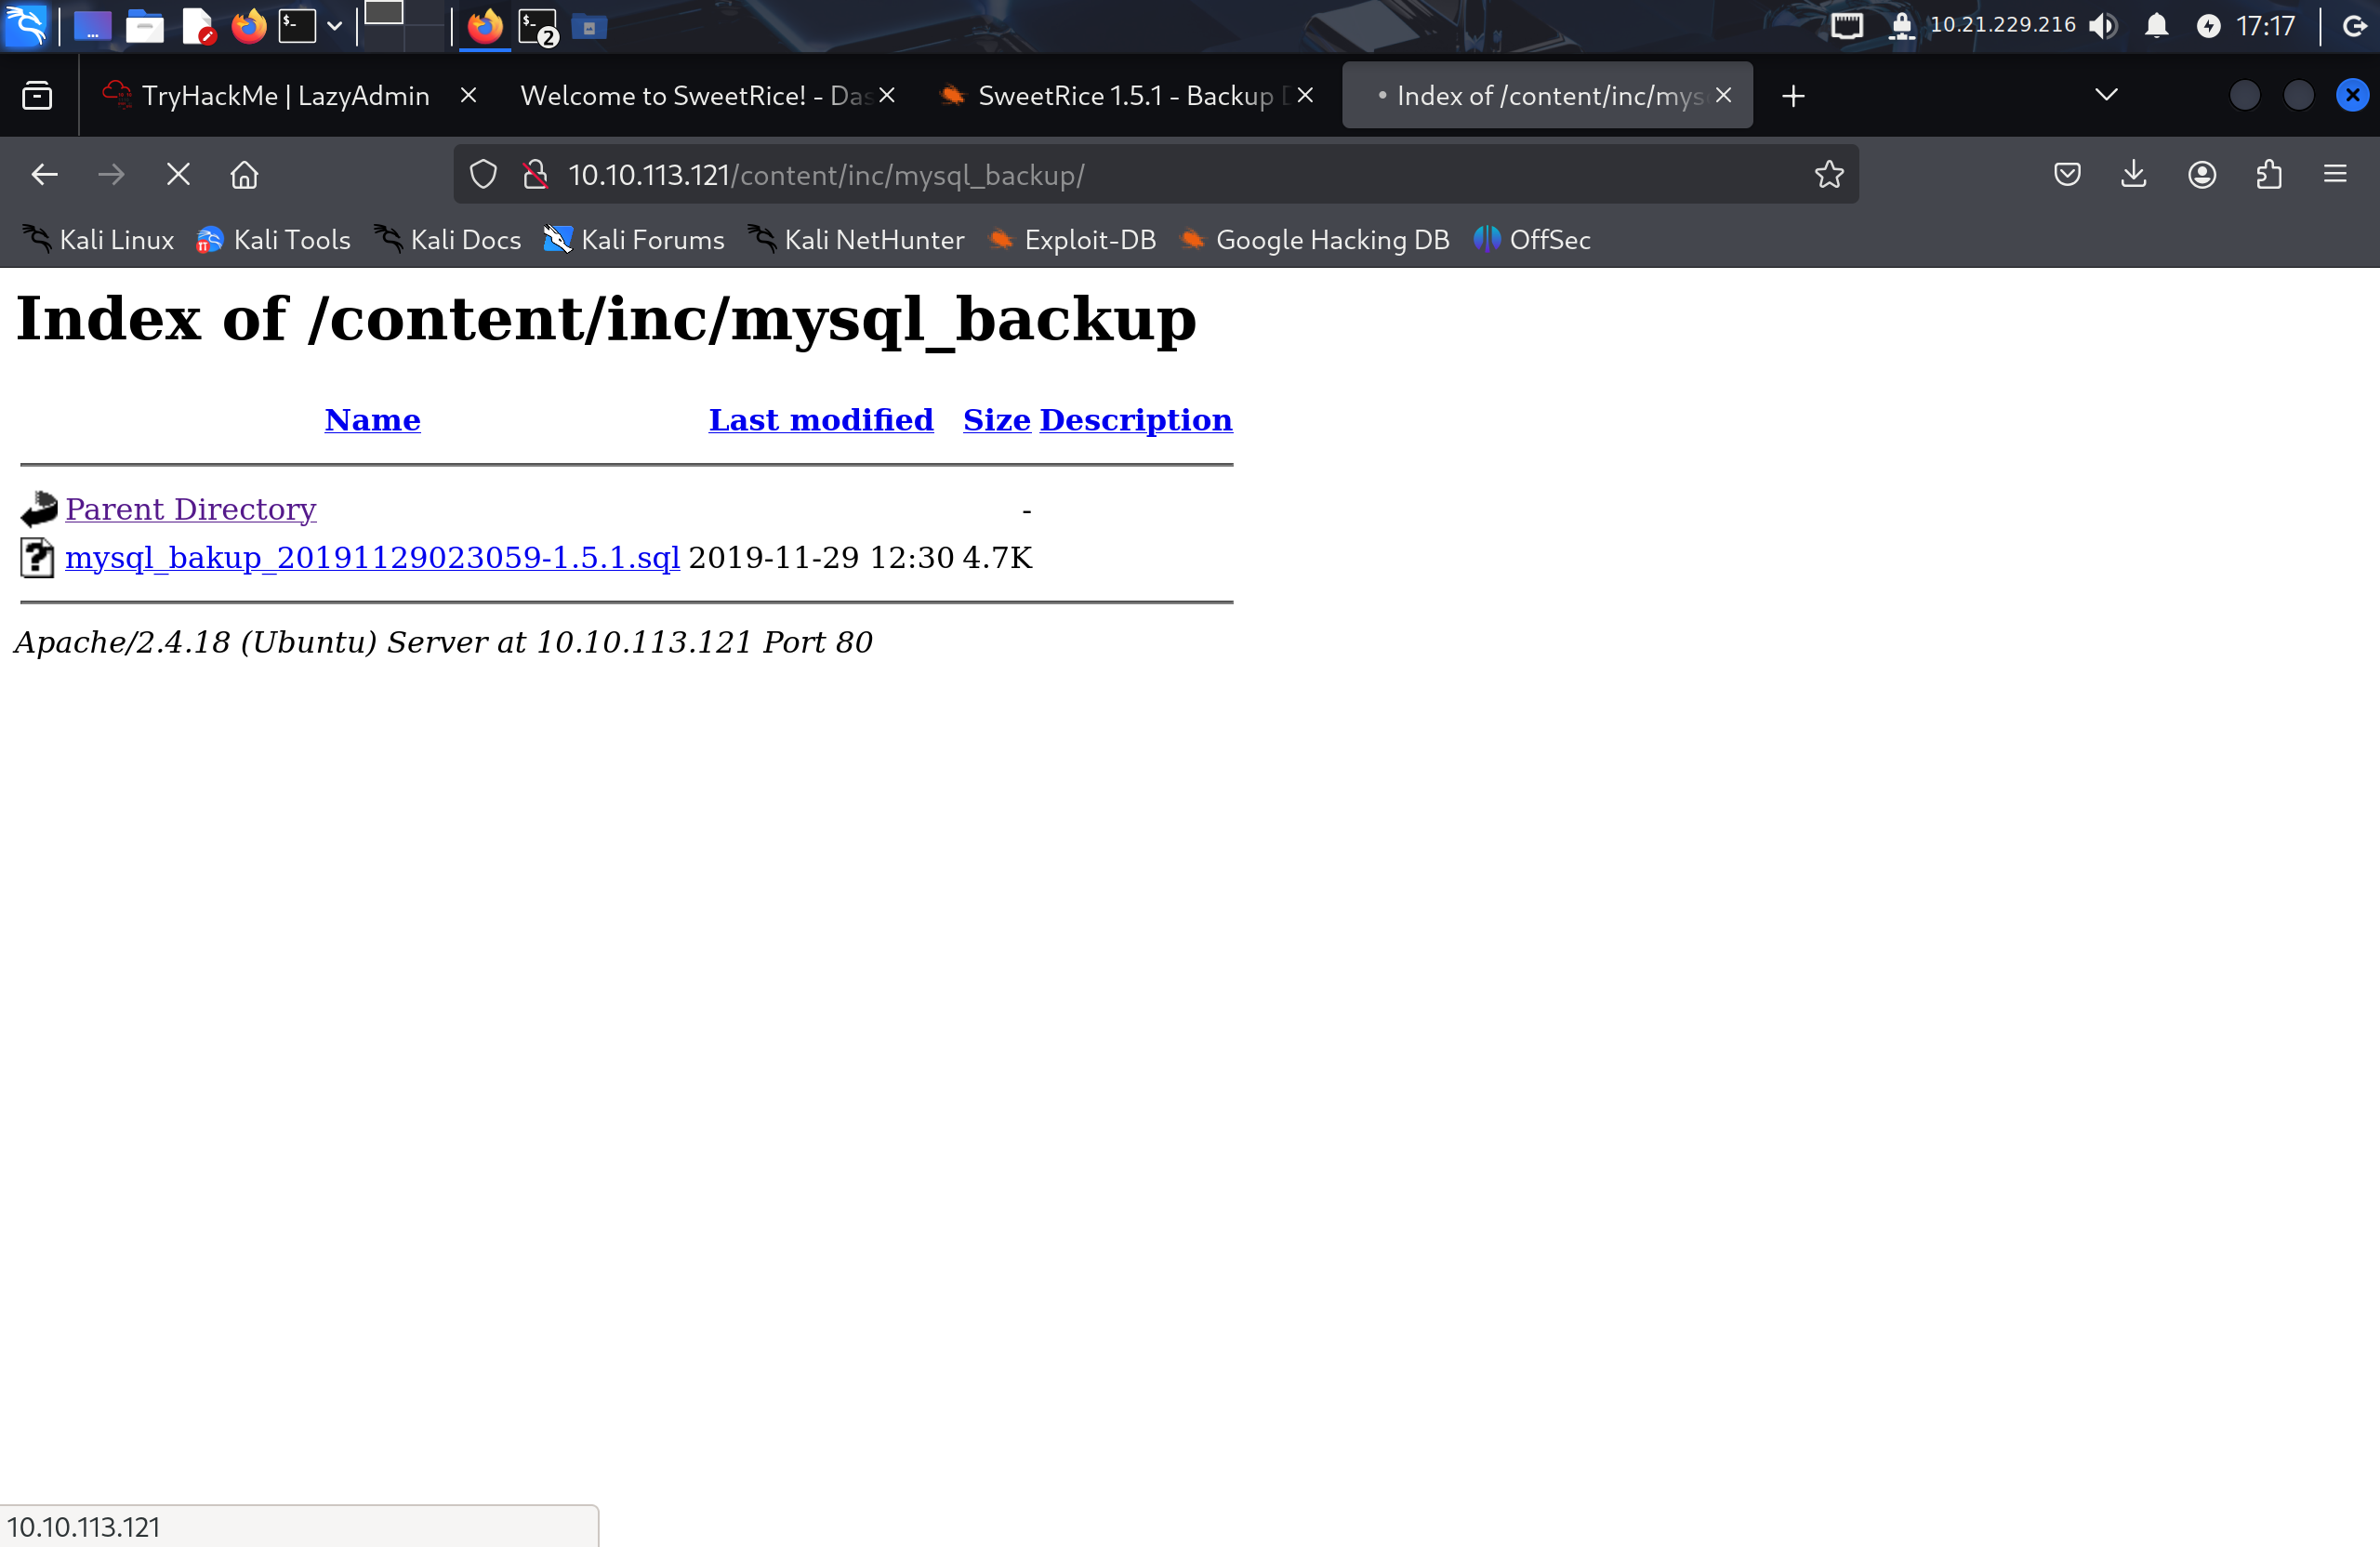 10.21.229.216 17:17
2
TryHackMe | LazyAdmin Welcome to SweetRice! - Das SweetRice 1.5.1 - Backup D Index of /content/inc/mys
10.10.113.121/content/inc/mysql_backup/
Kali Linux Kali Tools Kali Docs Kali Forums Kali NetHunter Exploit-DB Google Hacking DB OffSec
Index of /content/inc/mysql_backup
Name Last modified Size Description
Parent Directory -
mysql_bakup_20191129023059-1.5.1.sql 2019-11-29 12:30 4.7K
Apache/2.4.18 (Ubuntu) Server at 10.10.113.121 Port 80
10.10.113.121